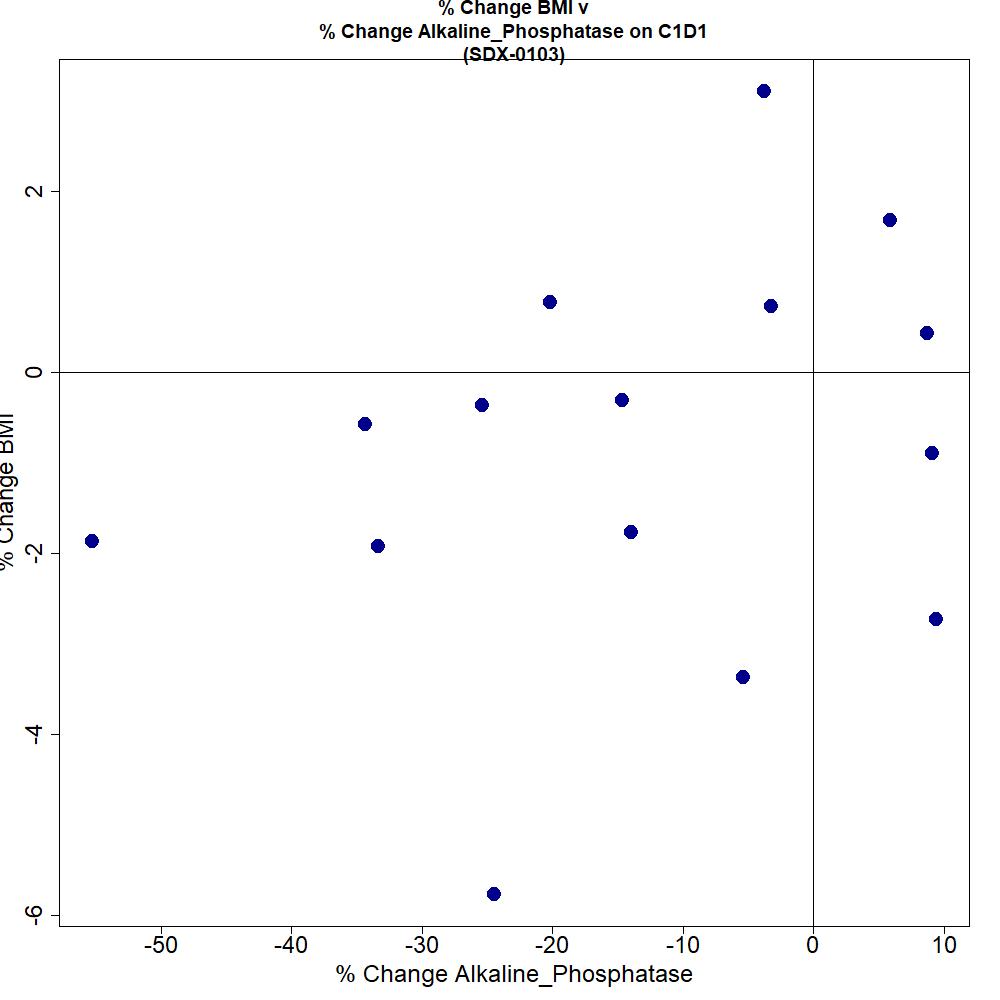 % Change BMI v
% Change Alkaline_Phosphatase on C1D1
(SDX-0103)
2
0
-2
-4
-6
% Change BMI
-50 -40 -30 -20 -10 0 10
% Change Alkaline_Phosphatase